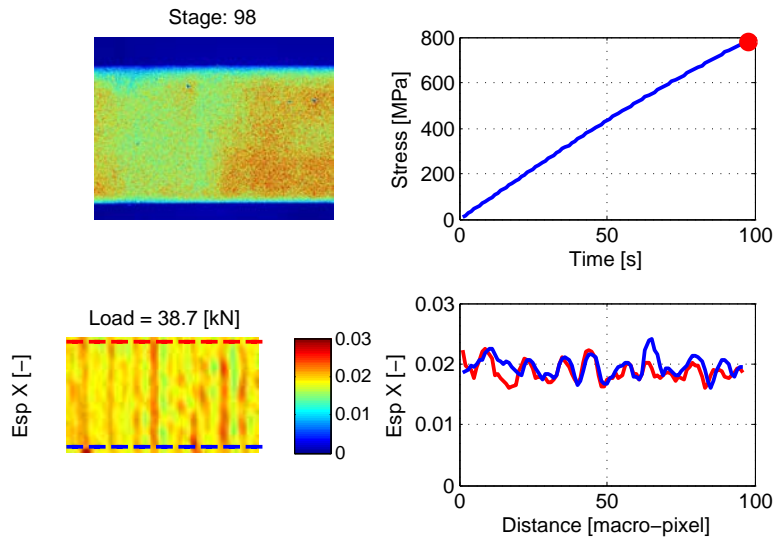 Stage: 98
800
600
400
200
0
Stress [MPa]
0
50
100
Time [s]
Load = 38.7 [kN]
Esp X [−]
0.03
0.02
0.01
0
0.03
0.02
0.01
0
Esp X [−]
0
50
100
Distance [macro−pixel]